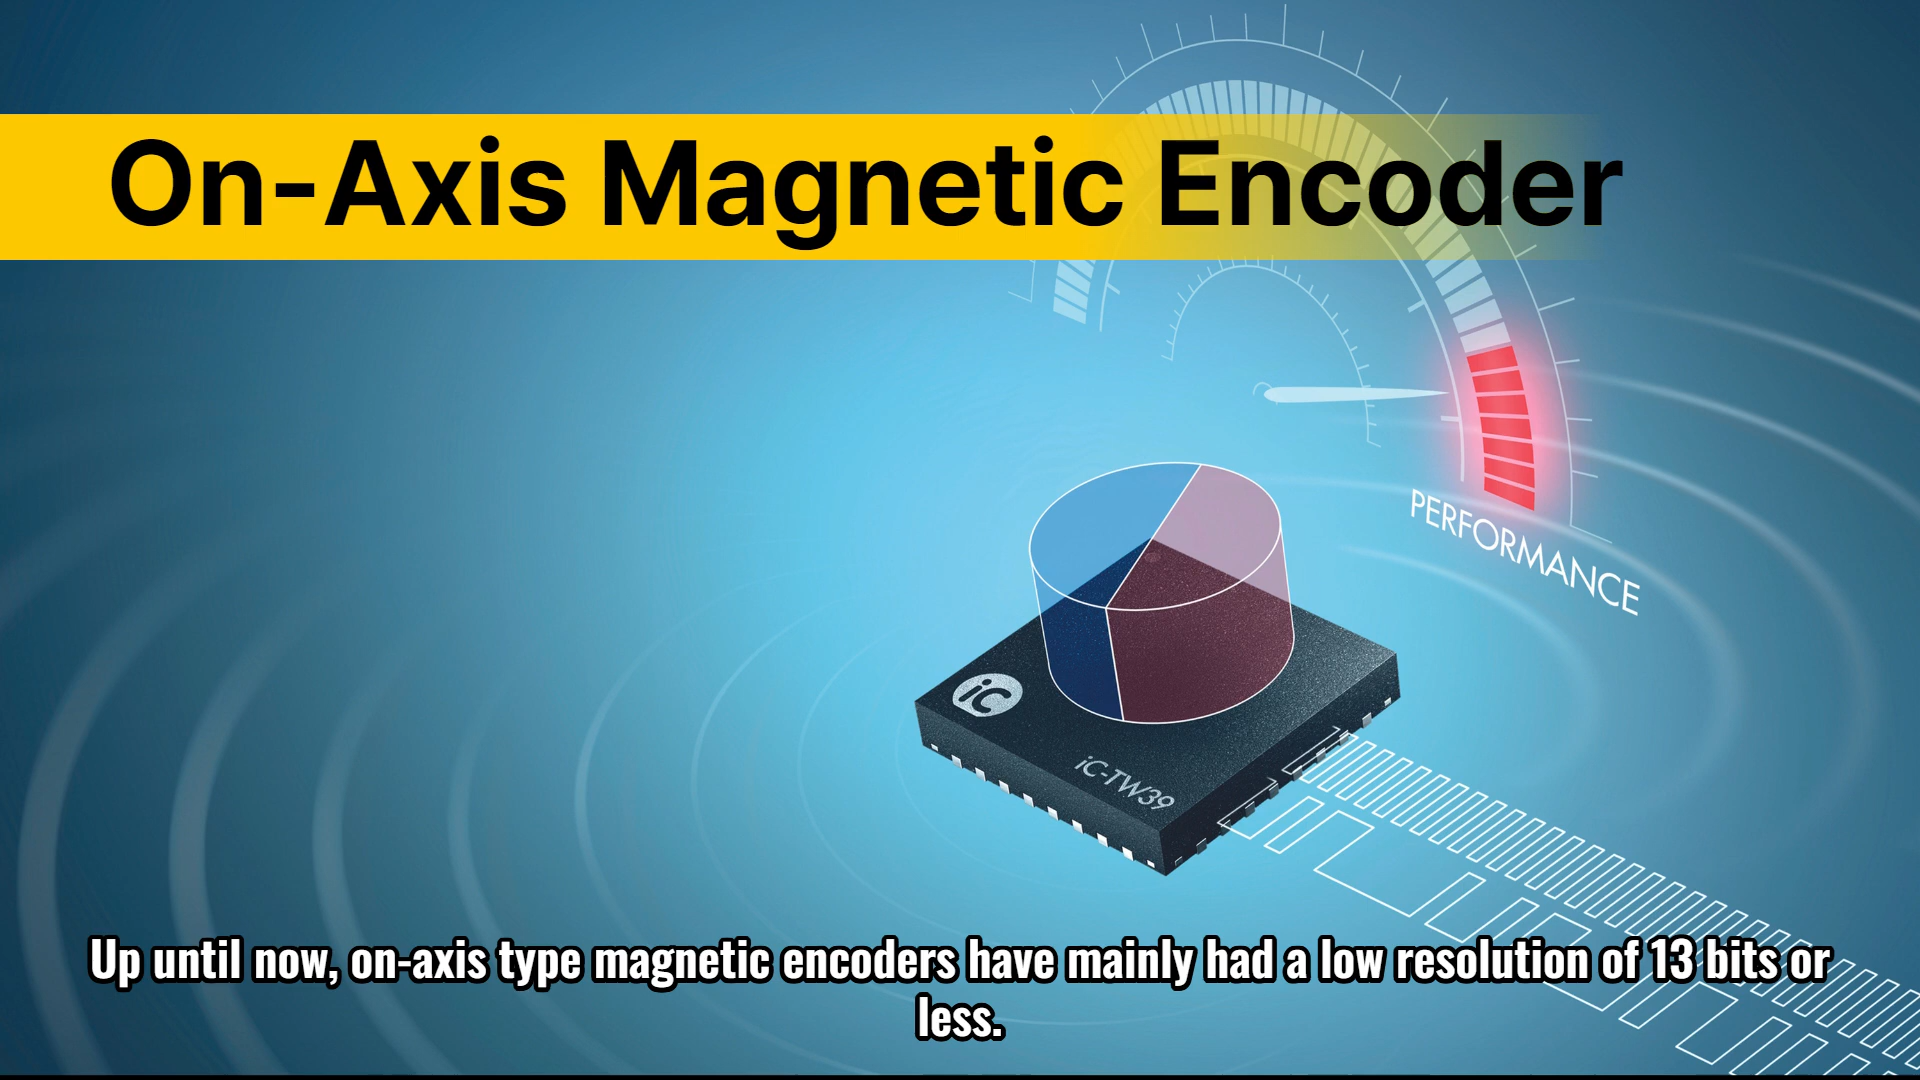 On-Axis Magnetic Encoder
PERFORMANCE
iC
iC-TW39
Up until now, on-axis type magnetic encoders have mainly had a low resolution of 13 bits or
less.